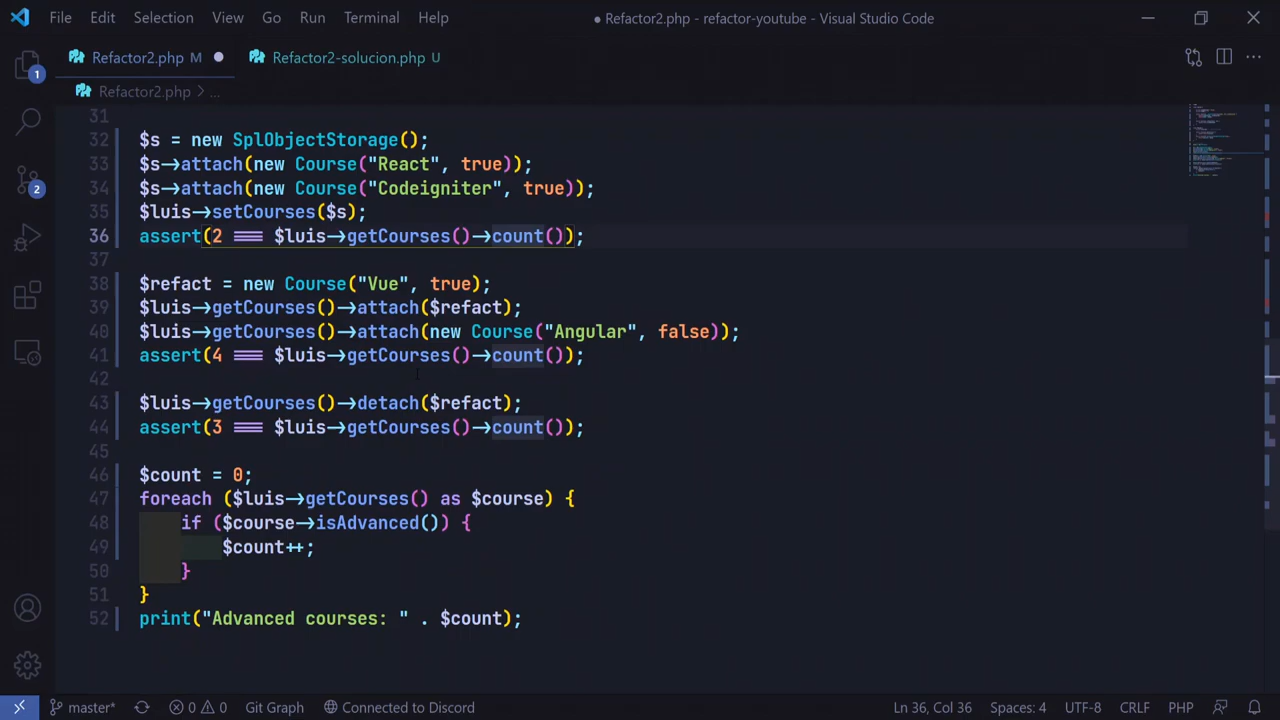 File Edit Selection View Go Run Terminal Help
● Refactor2.php - refactor-youtube - Visual Studio Code
Refactor2.php M
Refactor2-solucion.php U
Refactor2.php > ...
1
2
31
32 $s = new SplObjectStorage();
33 $s->attach(new Course("React", true));
34 $s->attach(new Course("Codeigniter", true));
35 $luis->setCourses($s);
36 assert(2 === $luis->getCourses()->count());
37
38 $refact = new Course("Vue", true);
39 $luis->getCourses()->attach($refact);
40 $luis->getCourses()->attach(new Course("Angular", false));
41 assert(4 === $luis->getCourses()->count());
42
43 $luis->getCourses()->detach($refact);
44 assert(3 === $luis->getCourses()->count());
45
46 $count = 0;
47 foreach ($luis->getCourses() as $course) {
48 if ($course->isAdvanced()) {
49 $count++;
50 }
51 }
52 print("Advanced courses: " . $count);
master* 0 0 Git Graph Connected to Discord Ln 36, Col 36 Spaces: 4 UTF-8 CRLF PHP